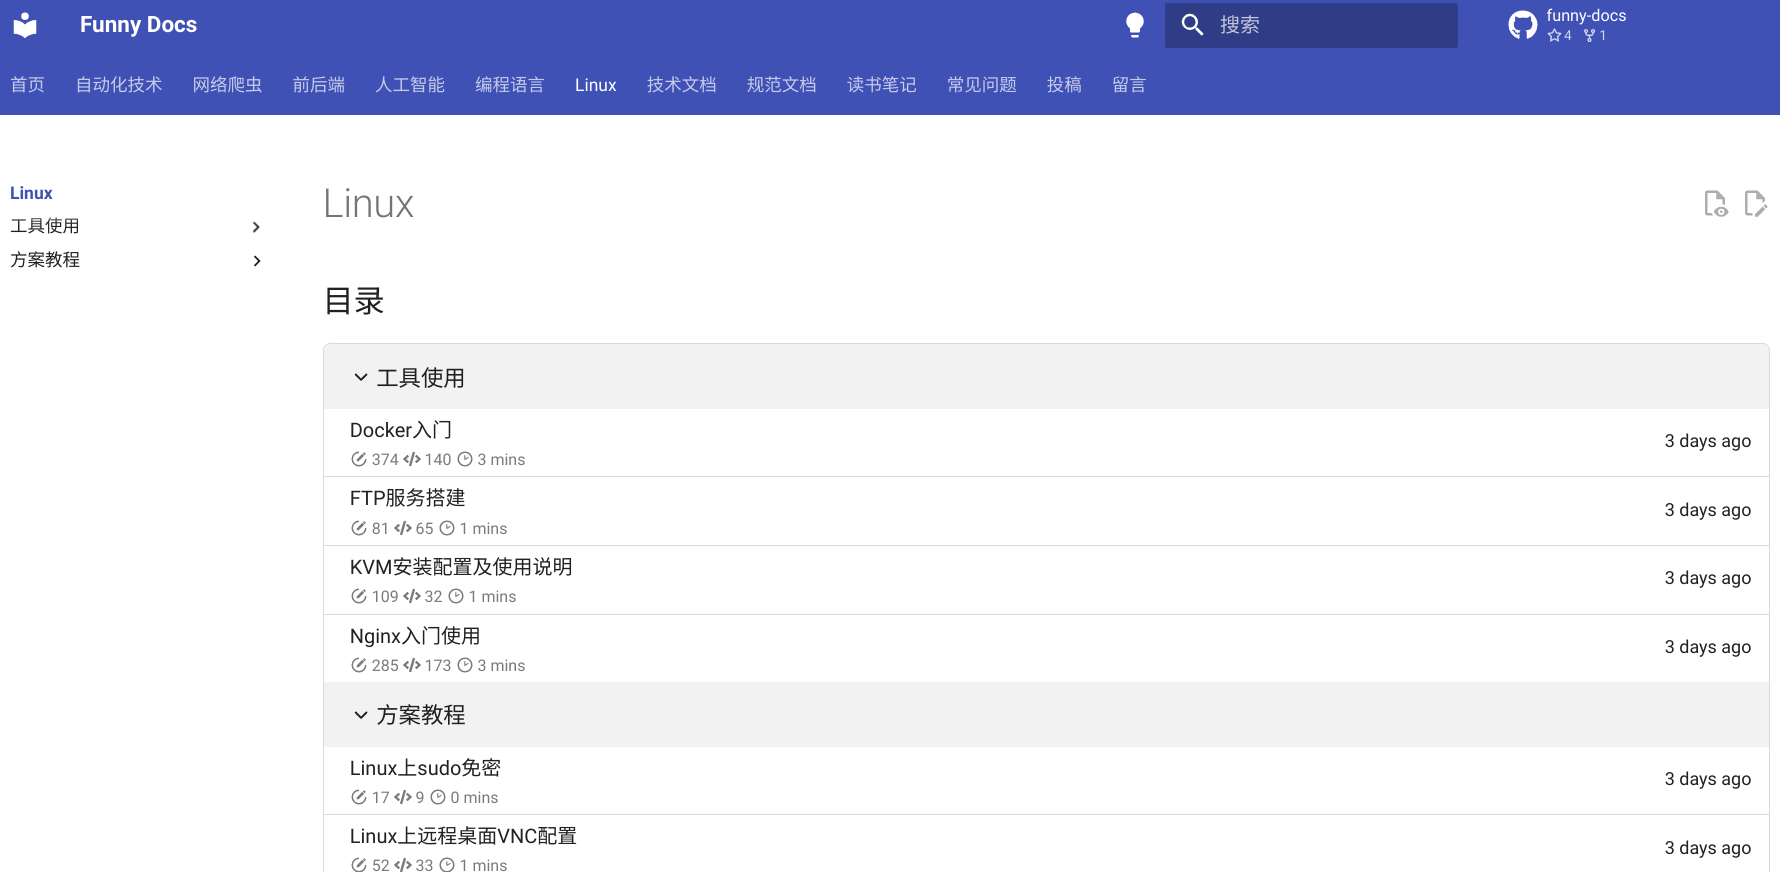 Funny Docs
搜索
funny-docs
4 1
首页 自动化技术 网络爬虫 前后端 人工智能 编程语言 Linux 技术文档 规范文档 读书笔记 常见问题 投稿 留言
Linux
工具使用
方案教程
Linux
目录
工具使用
Docker入门
374 140 3 mins
3 days ago
FTP服务搭建
81 65 1 mins
3 days ago
KVM安装配置及使用说明
109 32 1 mins
3 days ago
Nginx入门使用
285 173 3 mins
3 days ago
方案教程
Linux上sudo免密
17 9 0 mins
3 days ago
Linux上远程桌面VNC配置
52 33 1 mins
3 days ago